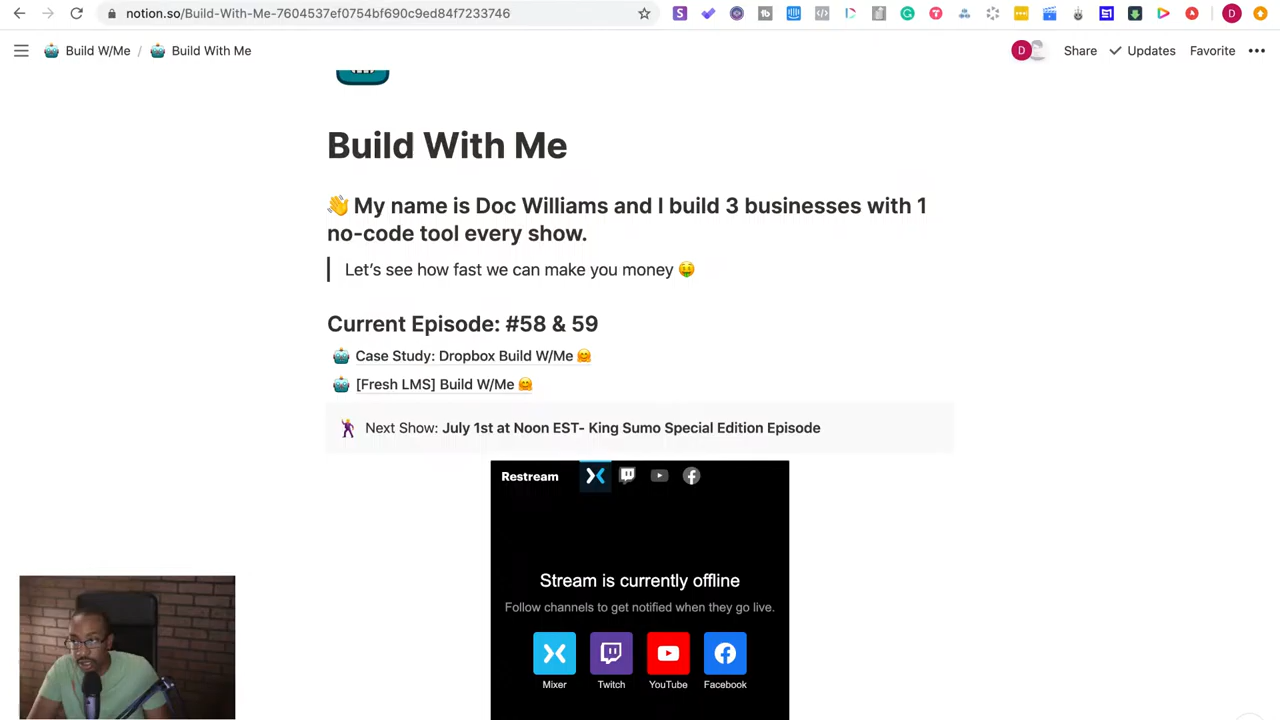 notion.so/Build-With-Me-7604537ef0754bf690c9ed84f7233746
Build W/Me / Build With Me
D
Share
Updates
Favorite
Build With Me
👋 My name is Doc Williams and I build 3 businesses with 1
no-code tool every show.
Let's see how fast we can make you money 🤑
Current Episode: #58 & 59
Case Study: Dropbox Build W/Me 🤗
[Fresh LMS] Build W/Me 🤗
Next Show: July 1st at Noon EST- King Sumo Special Edition Episode
Restream
Stream is currently offline
Follow channels to get notified when they go live.
Mixer
Twitch
YouTube
Facebook